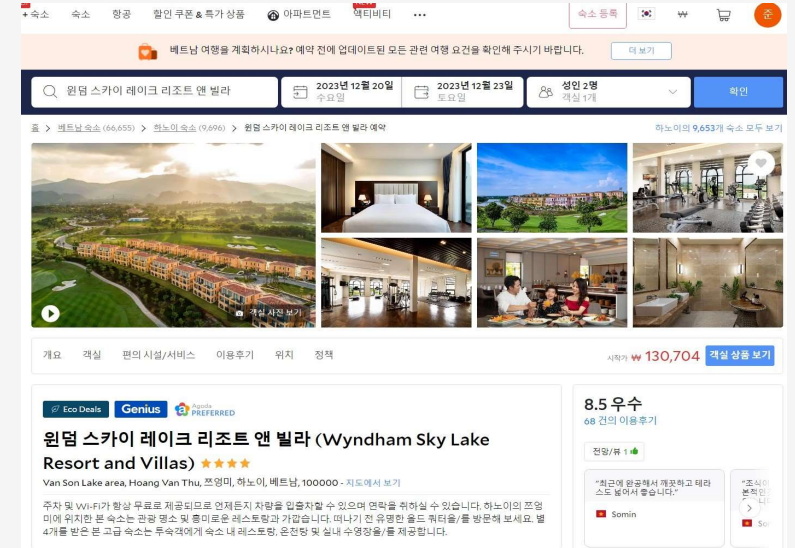 + 숙소 숙소 항공 할인 쿠폰 & 특가 상품 아파트먼트 액티비티 ••• 숙소 등록 ₩ 준
베트남 여행을 계획하시나요? 예약 전에 업데이트된 모든 관련 여행 요건을 확인해 주시기 바랍니다. 더 보기
윈덤 스카이 레이크 리조트 앤 빌라
2023년 12월 20일
수요일
2023년 12월 23일
토요일
성인 2명
객실 1개
확인
홈 > 베트남 숙소 (66,655) > 하노이 숙소 (9,696) > 윈덤 스카이 레이크 리조트 앤 빌라 예약
하노이의 9,653개 숙소 모두 보기
객실 사진 보기
개요 객실 편의 시설/서비스 이용후기 위치 정책
시작가 ₩ 130,704 객실 상품 보기
Eco Deals Genius Agoda PREFERRED
윈덤 스카이 레이크 리조트 앤 빌라 (Wyndham Sky Lake
Resort and Villas)
Van Son Lake area, Hoang Van Thu, 쯔영미, 하노이, 베트남, 100000 - 지도에서 보기
주차 및 Wi-Fi가 항상 무료로 제공되므로 언제든지 차량을 입출차할 수 있으며 연락을 취하실 수 있습니다. 하노이의 쯔영
미에 위치한 본 숙소는 관광 명소 및 흥미로운 레스토랑과 가깝습니다. 떠나기 전 유명한 올드 쿼터을/를 방문해 보세요. 별
4개를 받은 본 고급 숙소는 투숙객에게 숙소 내 레스토랑, 온천탕 및 실내 수영장을/를 제공합니다.
8.5 우수
68 건의 이용후기
전망/뷰 1
"최근에 완공해서 깨끗하고 테라
스도 넓어서 좋습니다."
Somin
"조식이
본적인
So